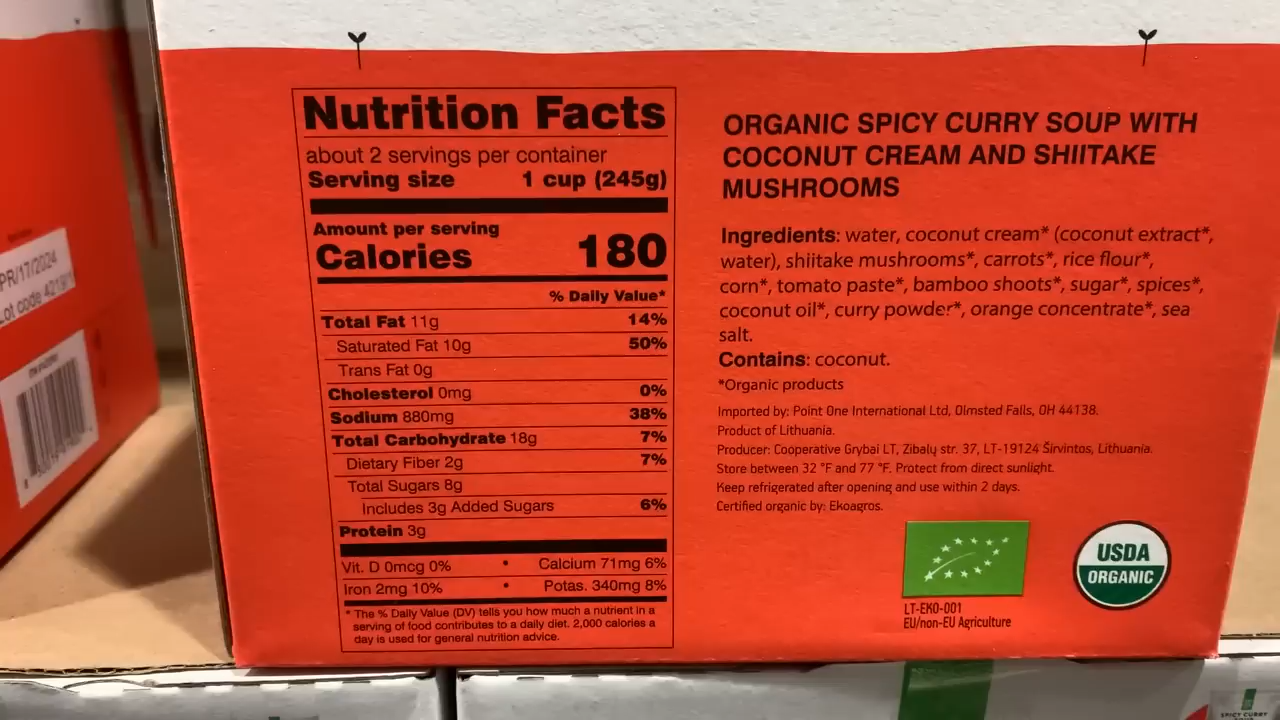 Nutrition Facts
about 2 servings per container
Serving size 1 cup (245g)
Amount per serving
Calories 180
% Daily Value*
Total Fat 11g 14%
Saturated Fat 10g 50%
Trans Fat 0g
Cholesterol 0mg 0%
Sodium 880mg 38%
Total Carbohydrate 18g 7%
Dietary Fiber 2g 7%
Total Sugars 8g
Includes 3g Added Sugars 6%
Protein 3g
Vit. D 0mcg 0% • Calcium 71mg 6%
Iron 2mg 10% • Potas. 340mg 8%
* The % Daily Value (DV) tells you how much a nutrient in a
serving of food contributes to a daily diet. 2,000 calories a
day is used for general nutrition advice.
ORGANIC SPICY CURRY SOUP WITH
COCONUT CREAM AND SHIITAKE
MUSHROOMS
Ingredients: water, coconut cream* (coconut extract*,
water), shiitake mushrooms*, carrots*, rice flour*,
corn*, tomato paste*, bamboo shoots*, sugar*, spices*,
coconut oil*, curry powder*, orange concentrate*, sea
salt.
Contains: coconut.
*Organic products
Imported by: Point One International Ltd, Olmsted Falls, OH 44138.
Product of Lithuania.
Producer: Cooperative Grybai LT, Zibalų str. 37, LT-19124 Širvintos, Lithuania.
Store between 32 °F and 77 °F. Protect from direct sunlight.
Keep refrigerated after opening and use within 2 days.
Certified organic by: Ekoagros.
LT-EKO-001
EU/non-EU Agriculture
USDA
ORGANIC
PR/17/2024
Lot code
SPICY CURRY